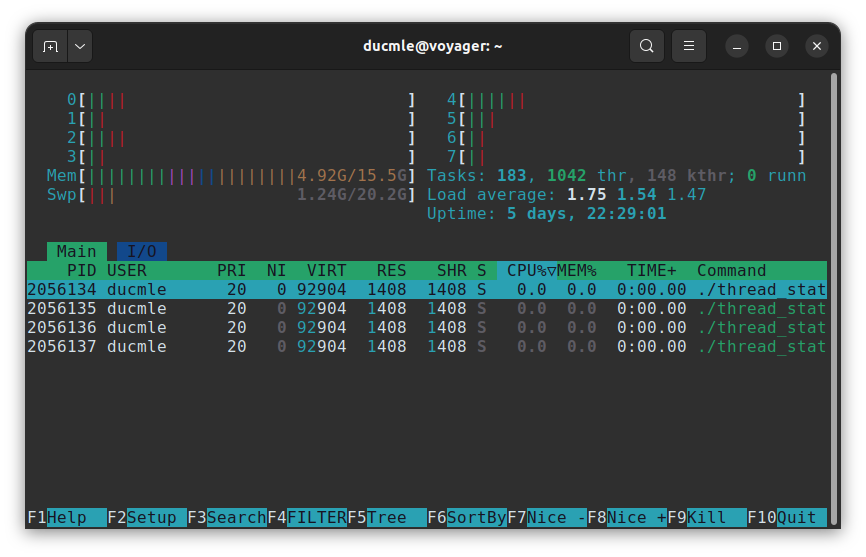 ducmle@voyager: ~
0[|||| ] 4[|||||| ]
1[|| ] 5[||| ]
2[|||| ] 6[|| ]
3[|| ] 7[|| ]
Mem[|||||||||||||||||||||4.92G/15.5G] Tasks: 183, 1042 thr, 148 kthr; 0 runn
Swp[||| 1.24G/20.2G] Load average: 1.75 1.54 1.47
Uptime: 5 days, 22:29:01
Main I/O
PID USER PRI NI VIRT RES SHR S CPU%▽MEM% TIME+ Command
2056134 ducmle 20 0 92904 1408 1408 S 0.0 0.0 0:00.00 ./thread_stat
2056135 ducmle 20 0 92904 1408 1408 S 0.0 0.0 0:00.00 ./thread_stat
2056136 ducmle 20 0 92904 1408 1408 S 0.0 0.0 0:00.00 ./thread_stat
2056137 ducmle 20 0 92904 1408 1408 S 0.0 0.0 0:00.00 ./thread_stat
F1Help F2Setup F3SearchF4FILTERF5Tree F6SortByF7Nice -F8Nice +F9Kill F10Quit